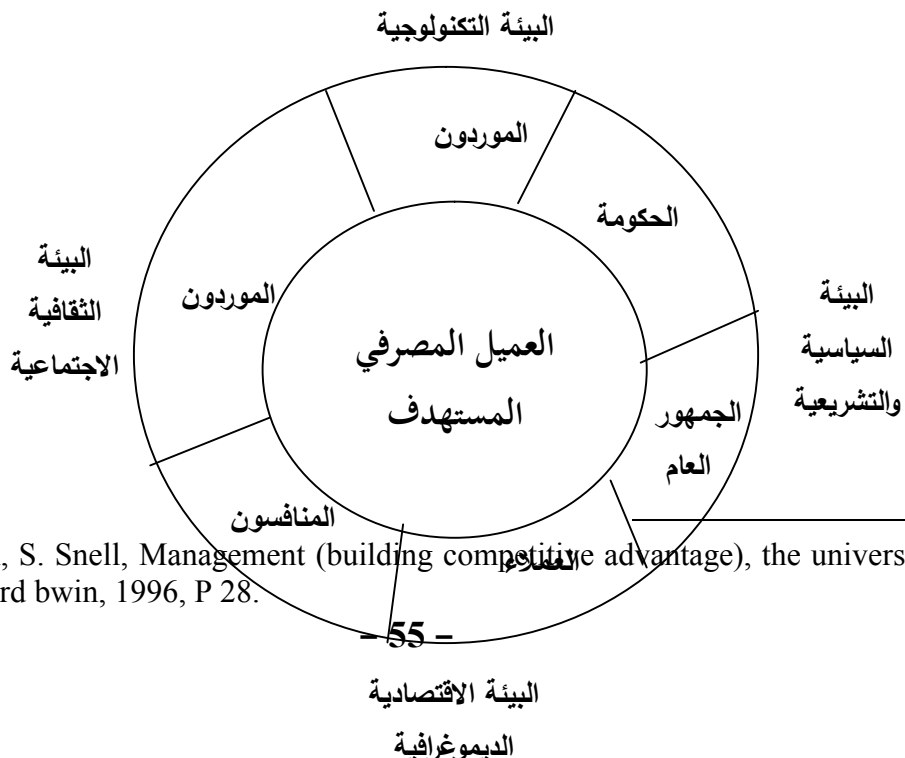 البيئة التكنولوجية
الموردون
الحكومة
البيئة
الثقافية
الاجتماعية
الموردون
البيئة
السياسية
والتشريعية
العميل المصرفي
المستهدف
الجمهور
العام
المنافسون
العملاء
, S. Snell, Management (building competitive advantage), the univers
rd bwin, 1996, P 28.
– 55 –
البيئة الاقتصادية
الديموغرافية